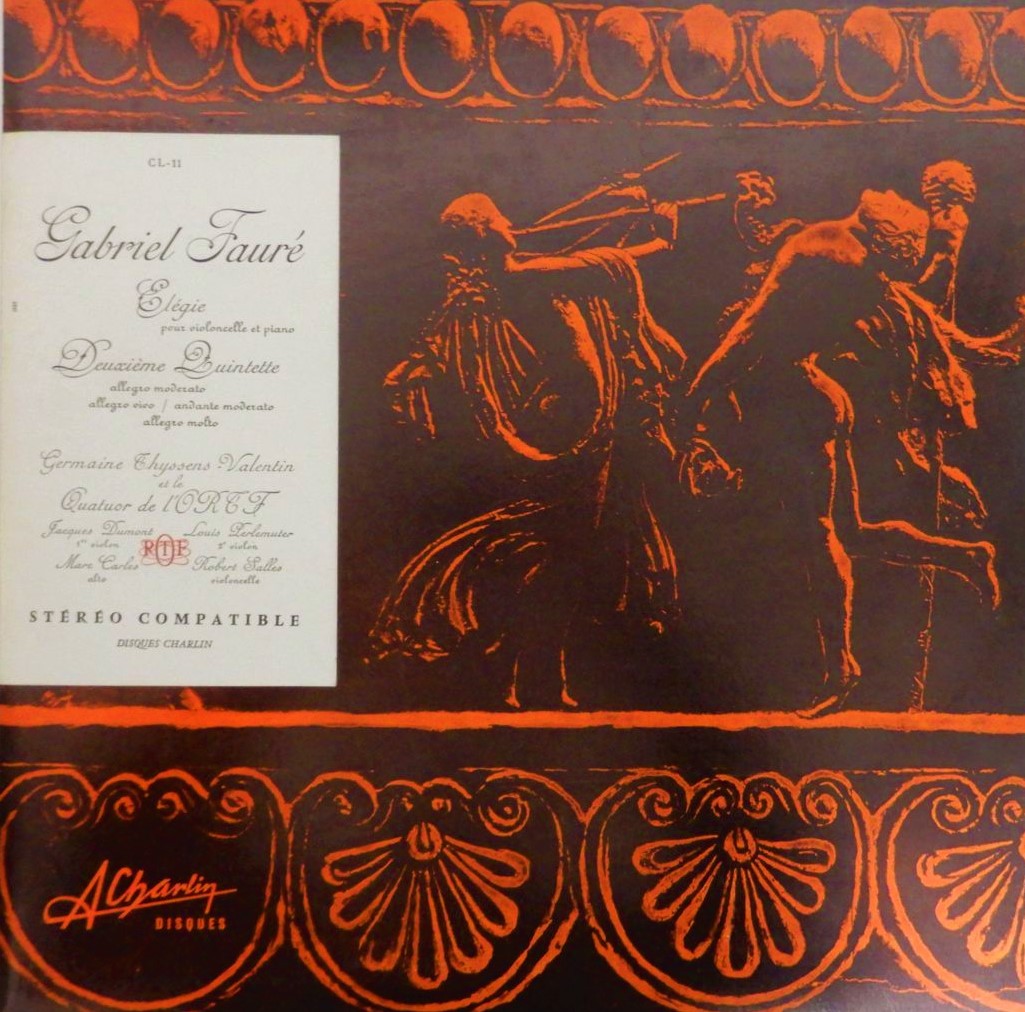 CL-11
Gabriel Fauré
Elégie
pour violoncelle et piano
Deuxième Quintette
allegro moderato
allegro vivo / andante moderato
allegro molto
Germaine Thyssens-Valentin
et le
Quatuor de l'ORTF
Jacques Dumont Louis Perlemuter
1er violon 2e violon
RTF
Marc Carles Robert Salles
alto violoncelle
STÉRÉO COMPATIBLE
DISQUES CHARLIN
A Charlin
DISQUES